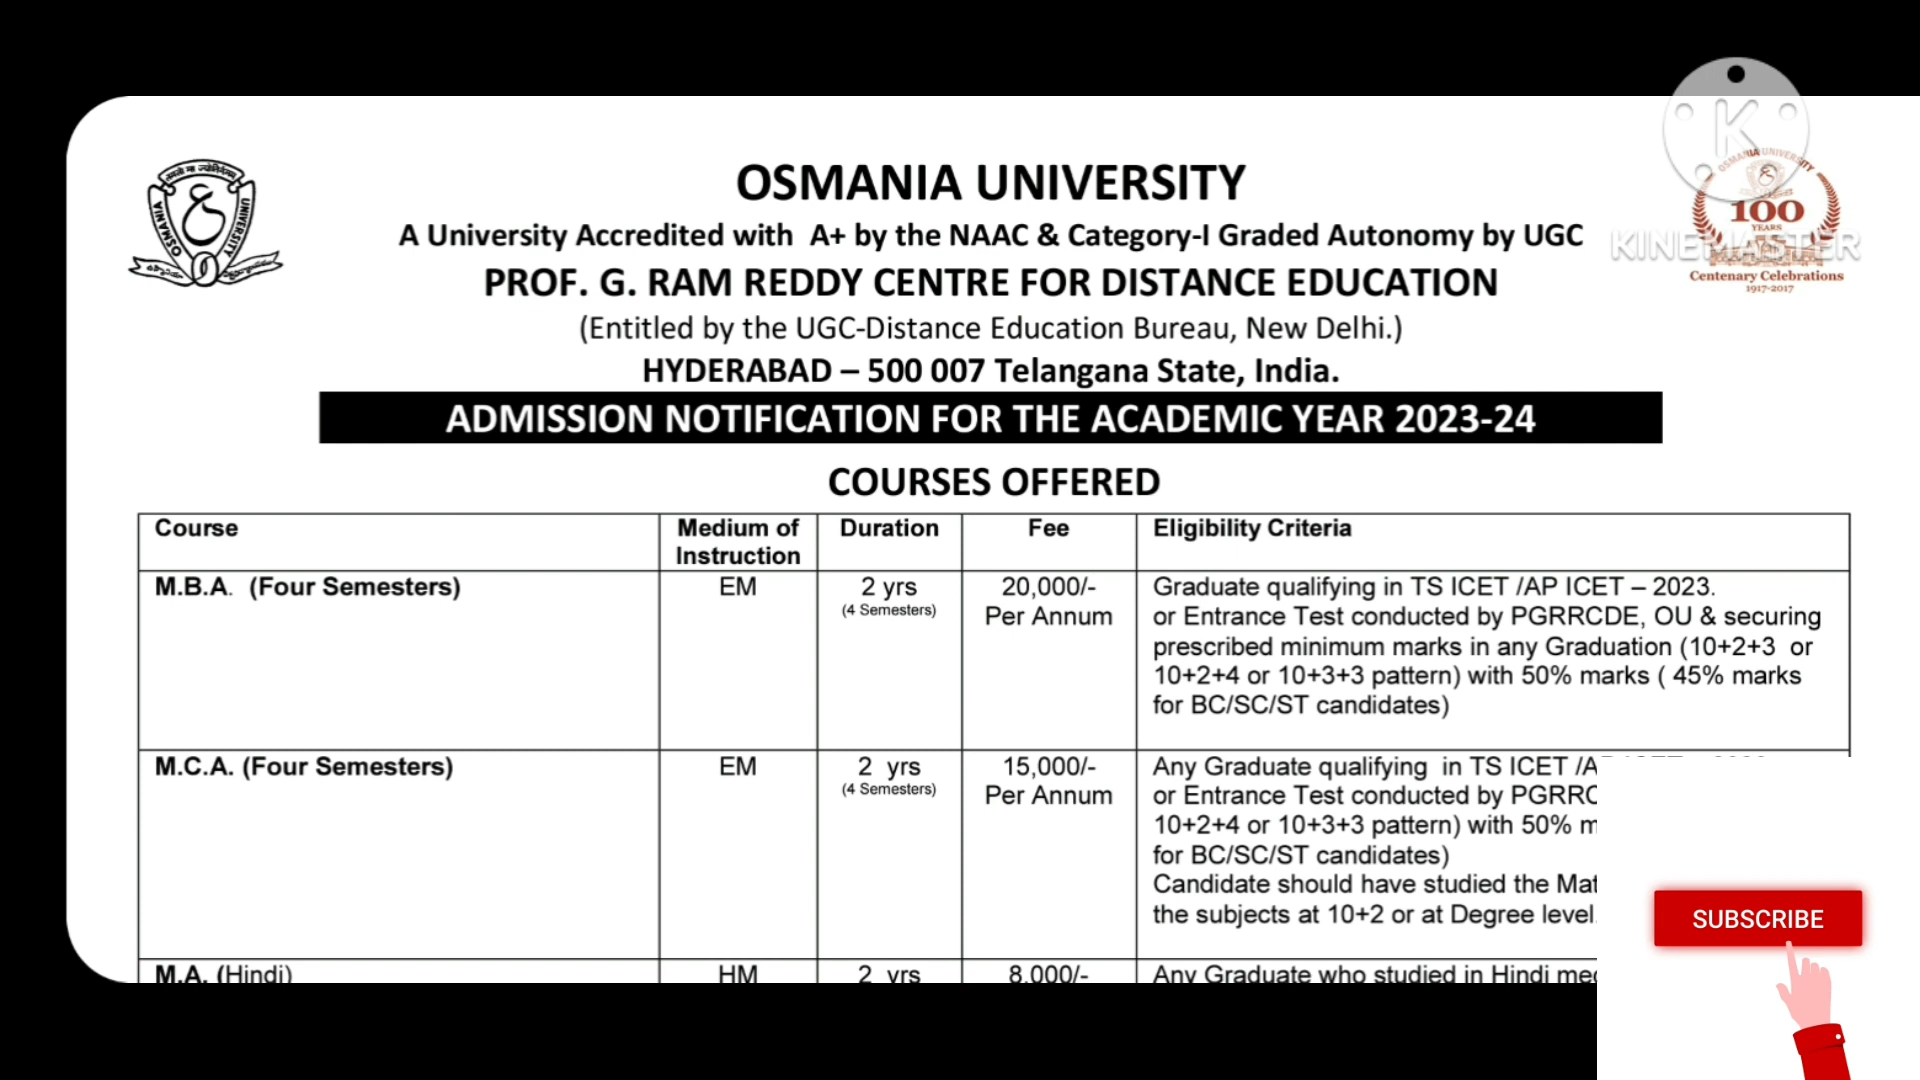 KINEMASTER
OSMANIA UNIVERSITY
OSMANIA UNIVERSITY
100
YEARS
Centenary Celebrations
1917-2017
OSMANIA UNIVERSITY
A University Accredited with A+ by the NAAC & Category-I Graded Autonomy by UGC
PROF. G. RAM REDDY CENTRE FOR DISTANCE EDUCATION
(Entitled by the UGC-Distance Education Bureau, New Delhi.)
HYDERABAD – 500 007 Telangana State, India.
ADMISSION NOTIFICATION FOR THE ACADEMIC YEAR 2023-24
COURSES OFFERED
Course Medium of Instruction Duration Fee Eligibility Criteria
M.B.A. (Four Semesters) EM 2 yrs 20,000/- Graduate qualifying in TS ICET /AP ICET – 2023.
(4 Semesters) Per Annum or Entrance Test conducted by PGRRCDE, OU & securing
prescribed minimum marks in any Graduation (10+2+3 or
10+2+4 or 10+3+3 pattern) with 50% marks ( 45% marks
for BC/SC/ST candidates)
M.C.A. (Four Semesters) EM 2 yrs 15,000/- Any Graduate qualifying in TS ICET /A
(4 Semesters) Per Annum or Entrance Test conducted by PGRRC
10+2+4 or 10+3+3 pattern) with 50% m
for BC/SC/ST candidates)
Candidate should have studied the Mat
the subjects at 10+2 or at Degree level.
M.A. (Hindi) HM 2 yrs 8,000/- Any Graduate who studied in Hindi med
SUBSCRIBE